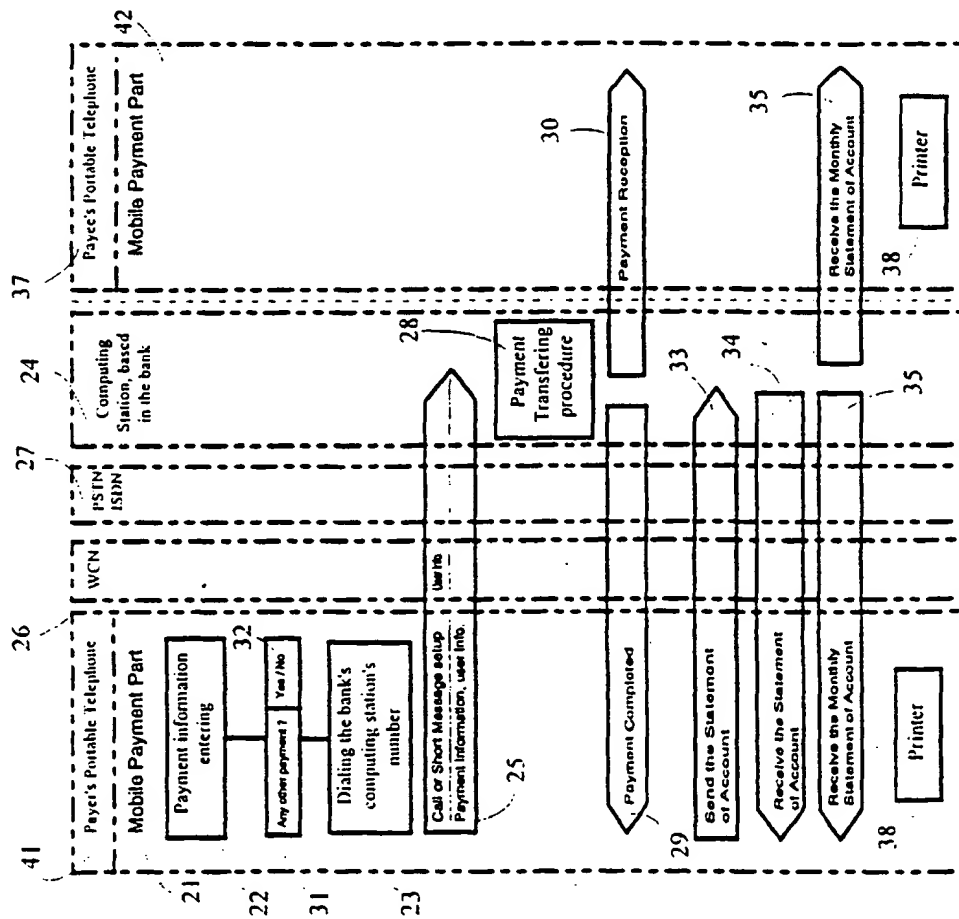 41
26
27
24
37
42
Payer's Portable Telephone
WCN
PSTN
ISDN
Computing
Station, based
in the bank
Payee's Portable Telephone
Mobile Payment Part
Mobile Payment Part
21
22
31
23
Payment information
entering
32
Any other payment ?
Yes / No
Dialing the bank's
computing station's
number
Call or Short Message setup
Payment Information, user Info.
User Info
25
28
Payment
Transfering
procedure
Payment Completed
29
Payment Reception
30
Send the Statement
of Account
33
Receive the Statement
of Account
34
Receive the Monthly
Statement of Account
35
Receive the Monthly
Statement of Account
35
Printer
38
Printer
38